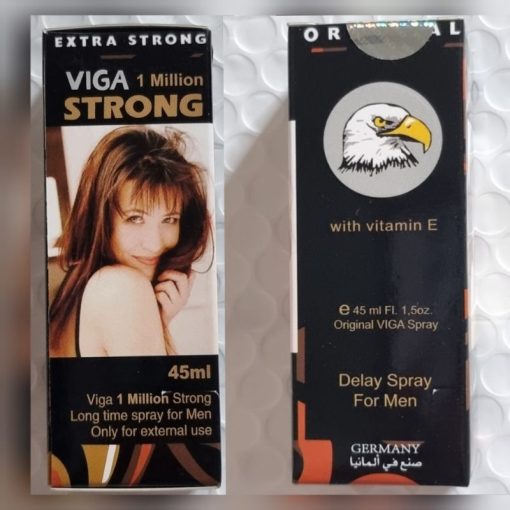 EXTRA STRONG
VIGA 1 Million
STRONG
45ml
Viga 1 Million Strong
Long time spray for Men
Only for external use
with vitamin E
e 45 ml Fl. 1,5oz.
Original VIGA Spray
Delay Spray
For Men
GERMANY
صنع في ألمانيا